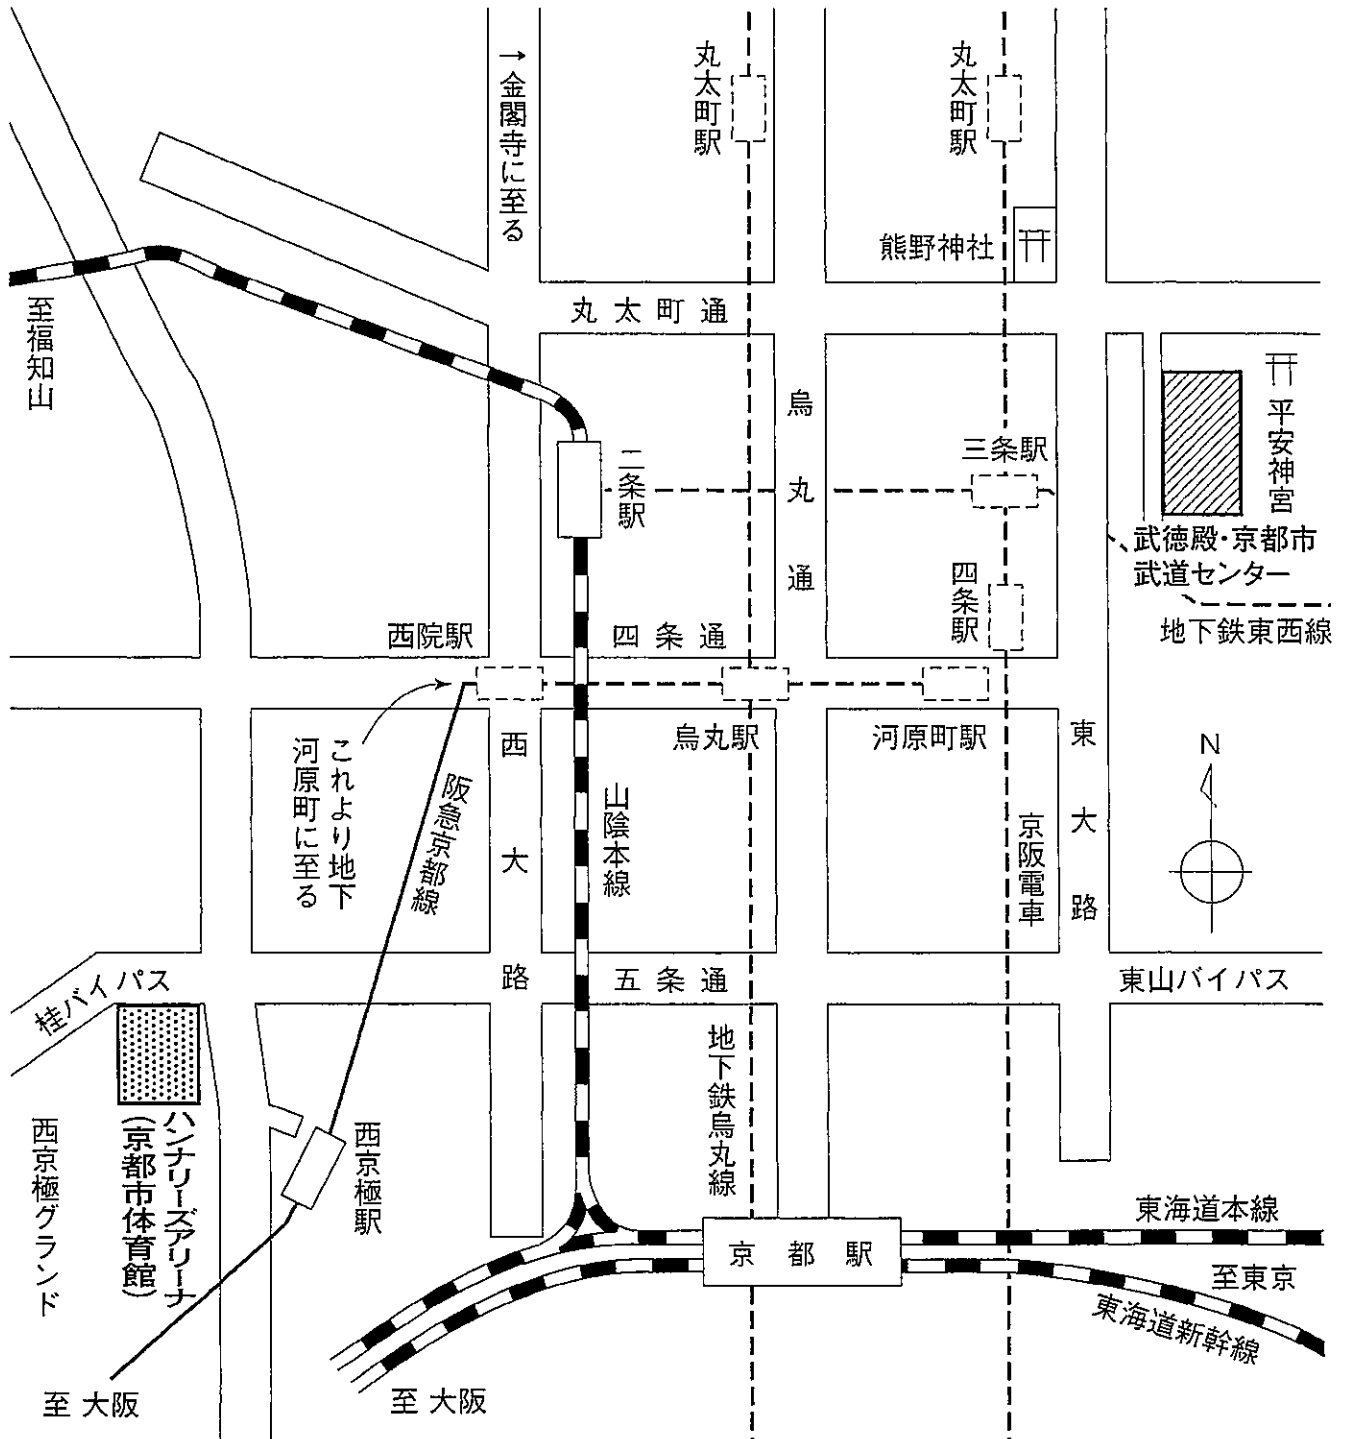 →金閣寺に至る
丸太町駅
丸太町駅
熊野神社
丸太町通
至福知山
烏丸通
二条駅
三条駅
平安神宮
武徳殿・京都市
武道センター
地下鉄東西線
四条駅
西院駅
四条通
烏丸駅
河原町駅
これより地下
河原町に至る
阪急京都線
西大路
山陰本線
京阪電車
東大路
N
桂バイパス
五条通
東山バイパス
地下鉄烏丸線
ハンナリーズアリーナ
(京都市体育館)
西京極グランド
西京極駅
京都駅
東海道本線
至東京
東海道新幹線
至 大阪
至 大阪